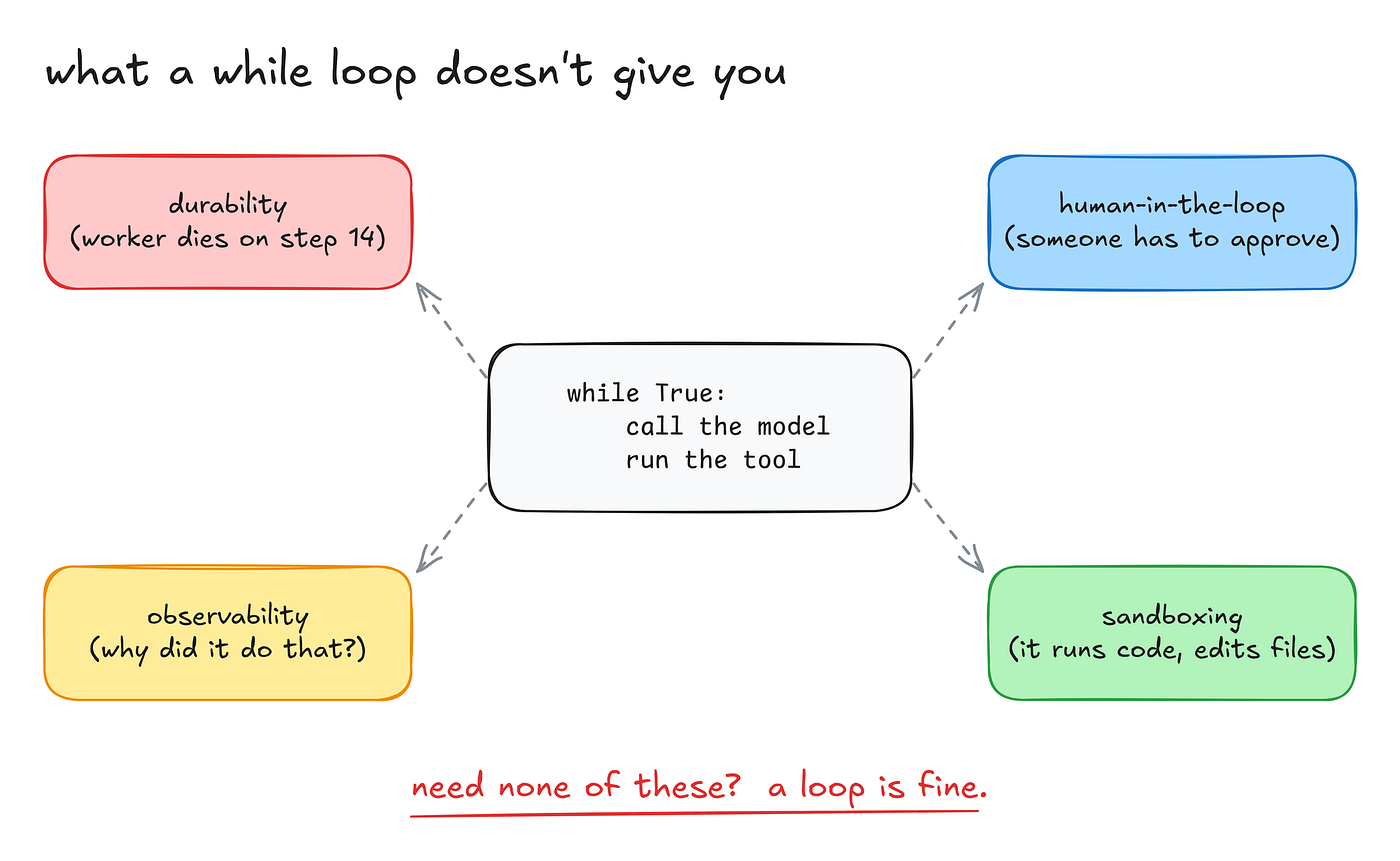 what a while loop doesn't give you
durability
(worker dies on step 14)
human-in-the-loop
(someone has to approve)
while True:
    call the model
    run the tool
observability
(why did it do that?)
sandboxing
(it runs code, edits files)
need none of these?  a loop is fine.